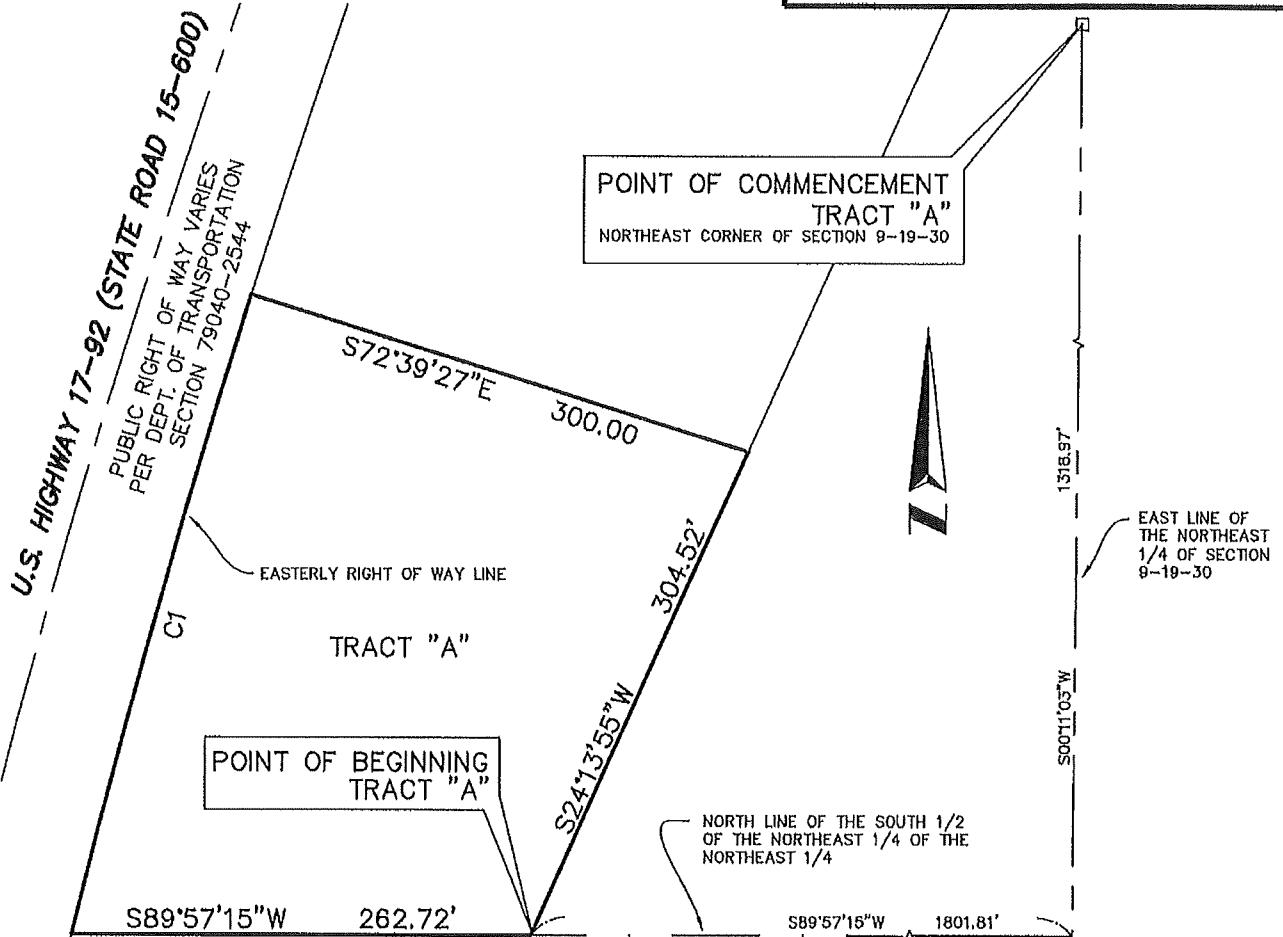 U.S. HIGHWAY 17-92 (STATE ROAD 15-600)
PUBLIC RIGHT OF WAY VARIES
PER DEPT. OF TRANSPORTATION
SECTION 79040-2544
POINT OF COMMENCEMENT
TRACT "A"
NORTHEAST CORNER OF SECTION 9-19-30
S72°39'27"E 300.00
N
1318.97'
EAST LINE OF
THE NORTHEAST
1/4 OF SECTION
9-19-30
EASTERLY RIGHT OF WAY LINE
C1
TRACT "A"
304.52'
S24°13'55"W
S00°11'03"W
POINT OF BEGINNING
TRACT "A"
NORTH LINE OF THE SOUTH 1/2
OF THE NORTHEAST 1/4 OF THE
NORTHEAST 1/4
S89°57'15"W 262.72'
S89°57'15"W 1801.81'